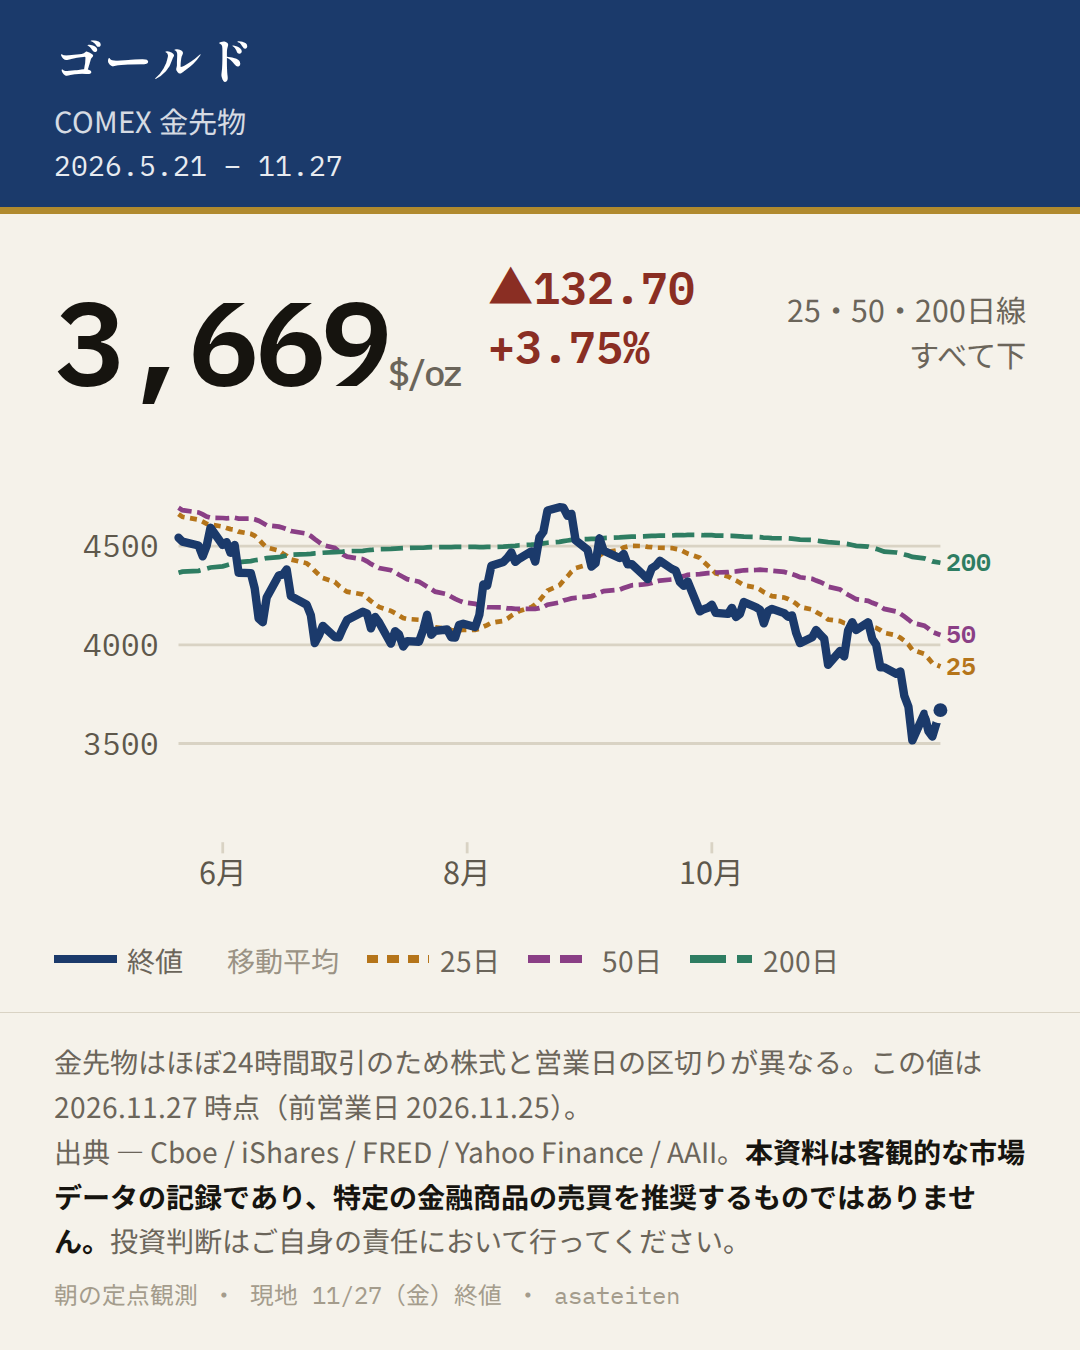 ゴールド
COMEX 金先物
2026.5.21 – 11.27
3,669$/oz
▲132.70
+3.75%
25・50・200日線
すべて下
4500
4000
3500
200
50
25
6月
8月
10月
終値 移動平均 25日 50日 200日
金先物はほぼ24時間取引のため株式と営業日の区切りが異なる。この値は
2026.11.27 時点（前営業日 2026.11.25）。
出典 — Cboe / iShares / FRED / Yahoo Finance / AAII。本資料は客観的な市場
データの記録であり、特定の金融商品の売買を推奨するものではありませ
ん。投資判断はご自身の責任において行ってください。
朝の定点観測 ・ 現地 11/27（金）終値 ・ asateiten